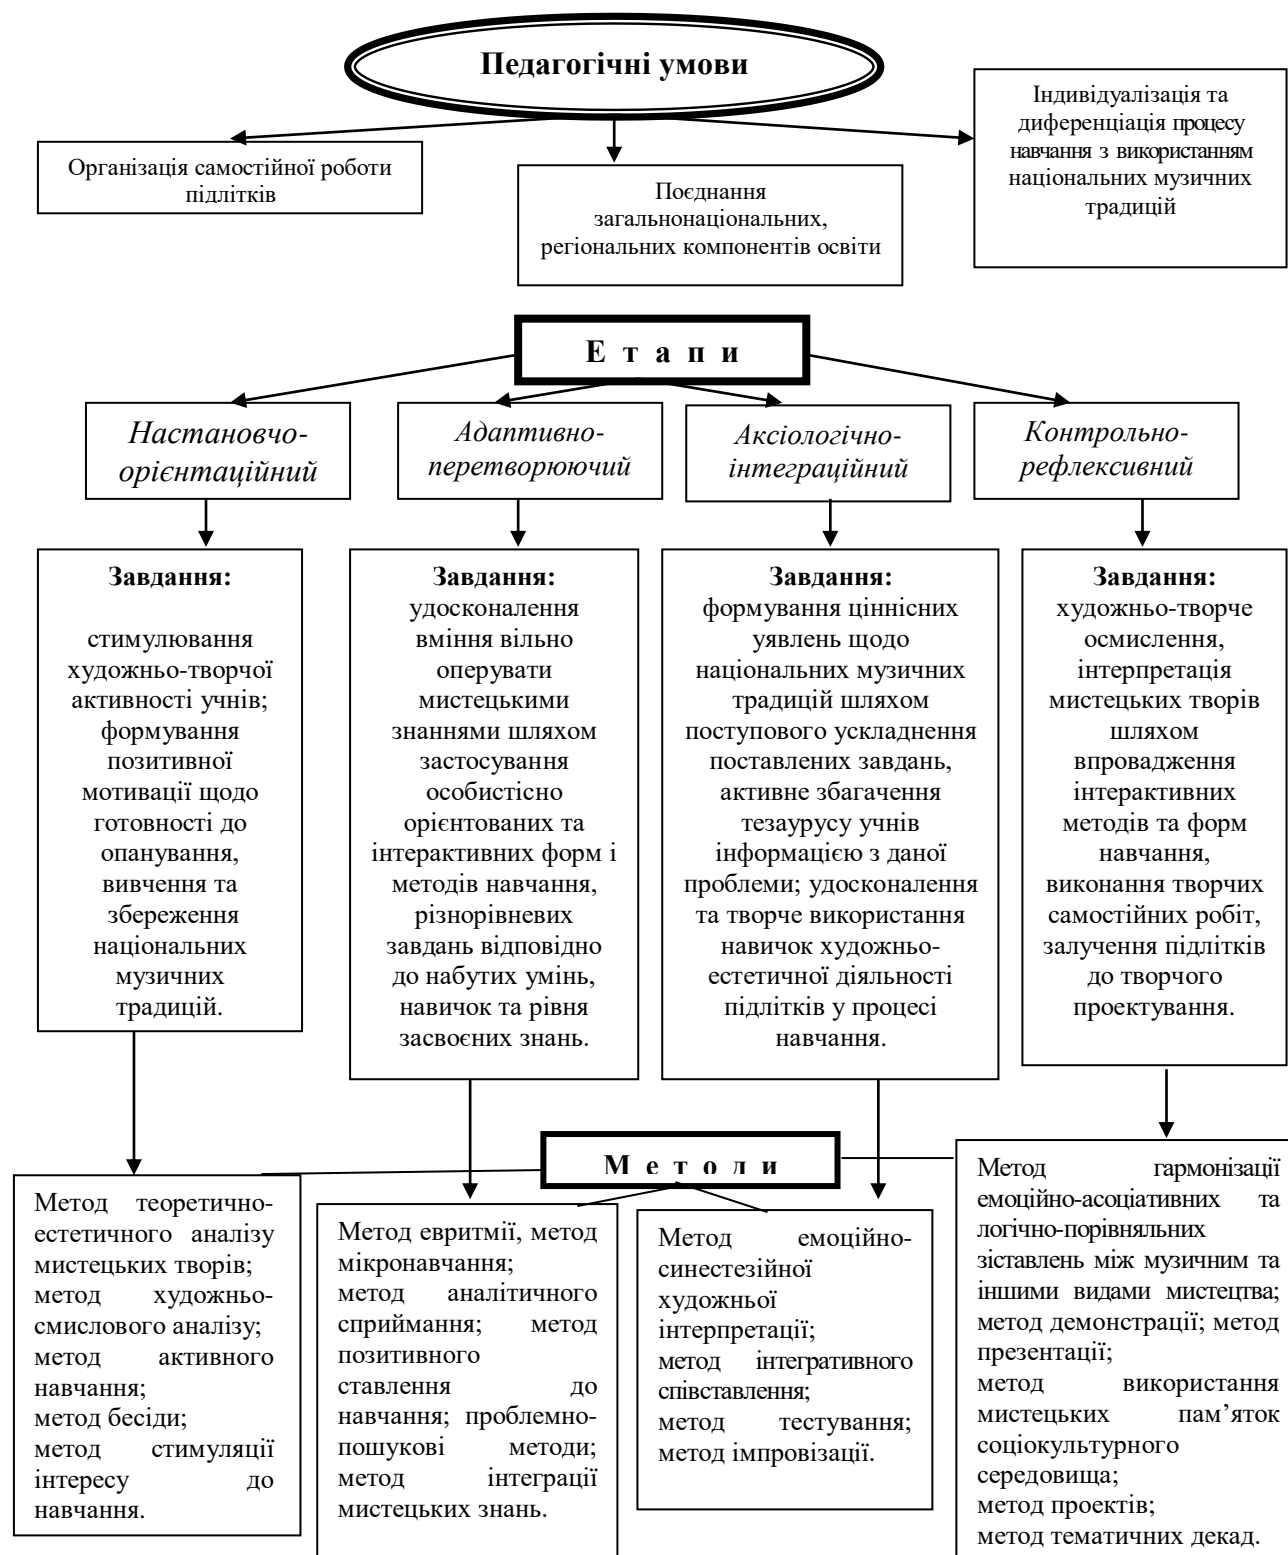 Педагогічні умови
Організація самостійної роботи
підлітків
Поєднання
загальнонаціональних,
регіональних компонентів освіти
Індивідуалізація та
диференціація процесу
навчання з використанням
національних музичних
традицій
Е т а п и
Настановчо-
орієнтаційний
Адаптивно-
перетворюючий
Аксіологічно-
інтеграційний
Контрольно-
рефлексивний
Завдання:
стимулювання
художньо-творчої
активності учнів;
формування
позитивної
мотивації щодо
готовності до
опанування,
вивчення та
збереження
національних
музичних
традицій.
Завдання:
удосконалення
вміння вільно
оперувати
мистецькими
знаннями шляхом
застосування
особистісно
орієнтованих та
інтерактивних форм і
методів навчання,
різнорівневих
завдань відповідно
до набутих умінь,
навичок та рівня
засвоєних знань.
Завдання:
формування ціннісних
уявлень щодо
національних музичних
традицій шляхом
поступового ускладнення
поставлених завдань,
активне збагачення
тезаурусу учнів
інформацією з даної
проблеми; удосконалення
та творче використання
навичок художньо-
естетичної діяльності
підлітків у процесі
навчання.
Завдання:
художньо-творче
осмислення,
інтерпретація
мистецьких творів
шляхом
впровадження
інтерактивних
методів та форм
навчання,
виконання творчих
самостійних робіт,
залучення підлітків
до творчого
проектування.
М е т о д и
Метод теоретично-
естетичного аналізу
мистецьких творів;
метод художньо-
смислового аналізу;
метод активного
навчання;
метод бесіди;
метод стимуляції
інтересу до
навчання.
Метод евритмії, метод
мікронавчання;
метод аналітичного
сприймання; метод
позитивного
ставлення до
навчання; проблемно-
пошукові методи;
метод інтеграції
мистецьких знань.
Метод емоційно-
синестезійної
художньої
інтерпретації;
метод інтегративного
співставлення;
метод тестування;
метод імпровізації.
Метод гармонізації
емоційно-асоціативних та
логічно-порівняльних
зіставлень між музичним та
іншими видами мистецтва;
метод демонстрації; метод
презентації;
метод використання
мистецьких пам’яток
соціокультурного
середовища;
метод проектів;
метод тематичних декад.